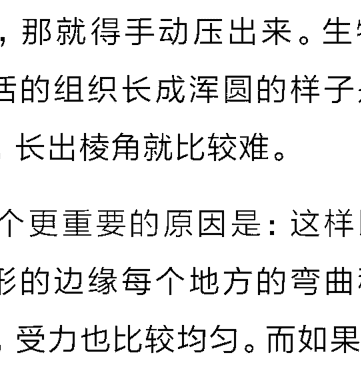 ，那就得手动压出来。生
的组织长成浑圆的样子
长出棱角就比较难。
个更重要的原因是：这样
形的边缘每个地方的弯曲
，受力也比较均匀。而如果